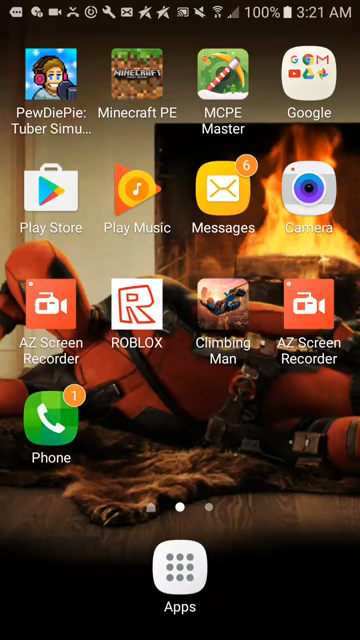 100% 3:21 AM
MINECRAFT
PewDiePie: Tuber Simu...
Minecraft PE
MCPE Master
Google
Play Store
Play Music
6
Messages
Camera
AZ Screen Recorder
ROBLOX
Climbing Man
AZ Screen Recorder
1
Phone
Apps